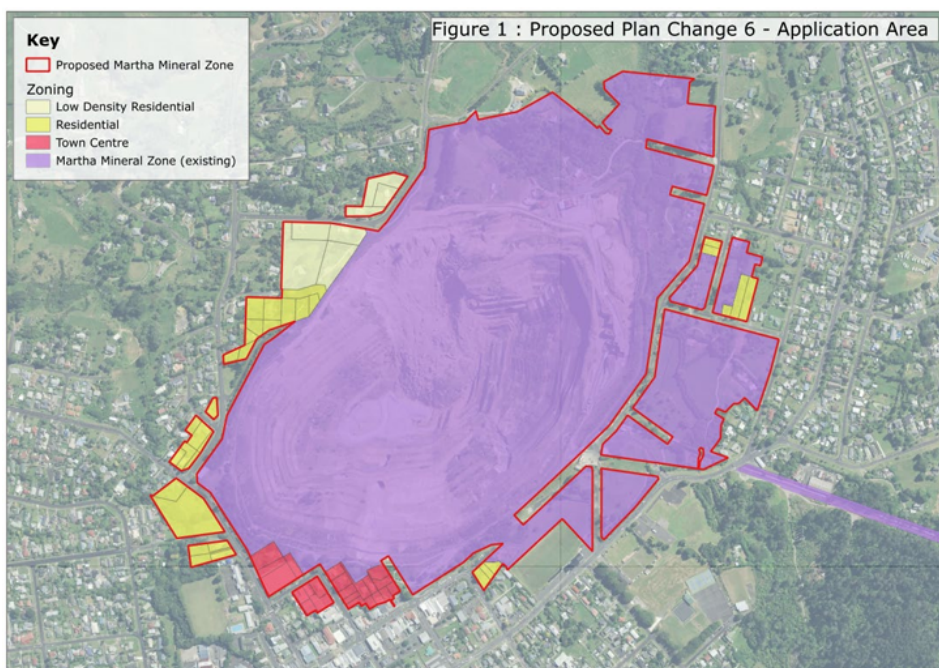 Figure 1 : Proposed Plan Change 6 - Application Area
Key
Proposed Martha Mineral Zone
Zoning
Low Density Residential
Residential
Town Centre
Martha Mineral Zone (existing)